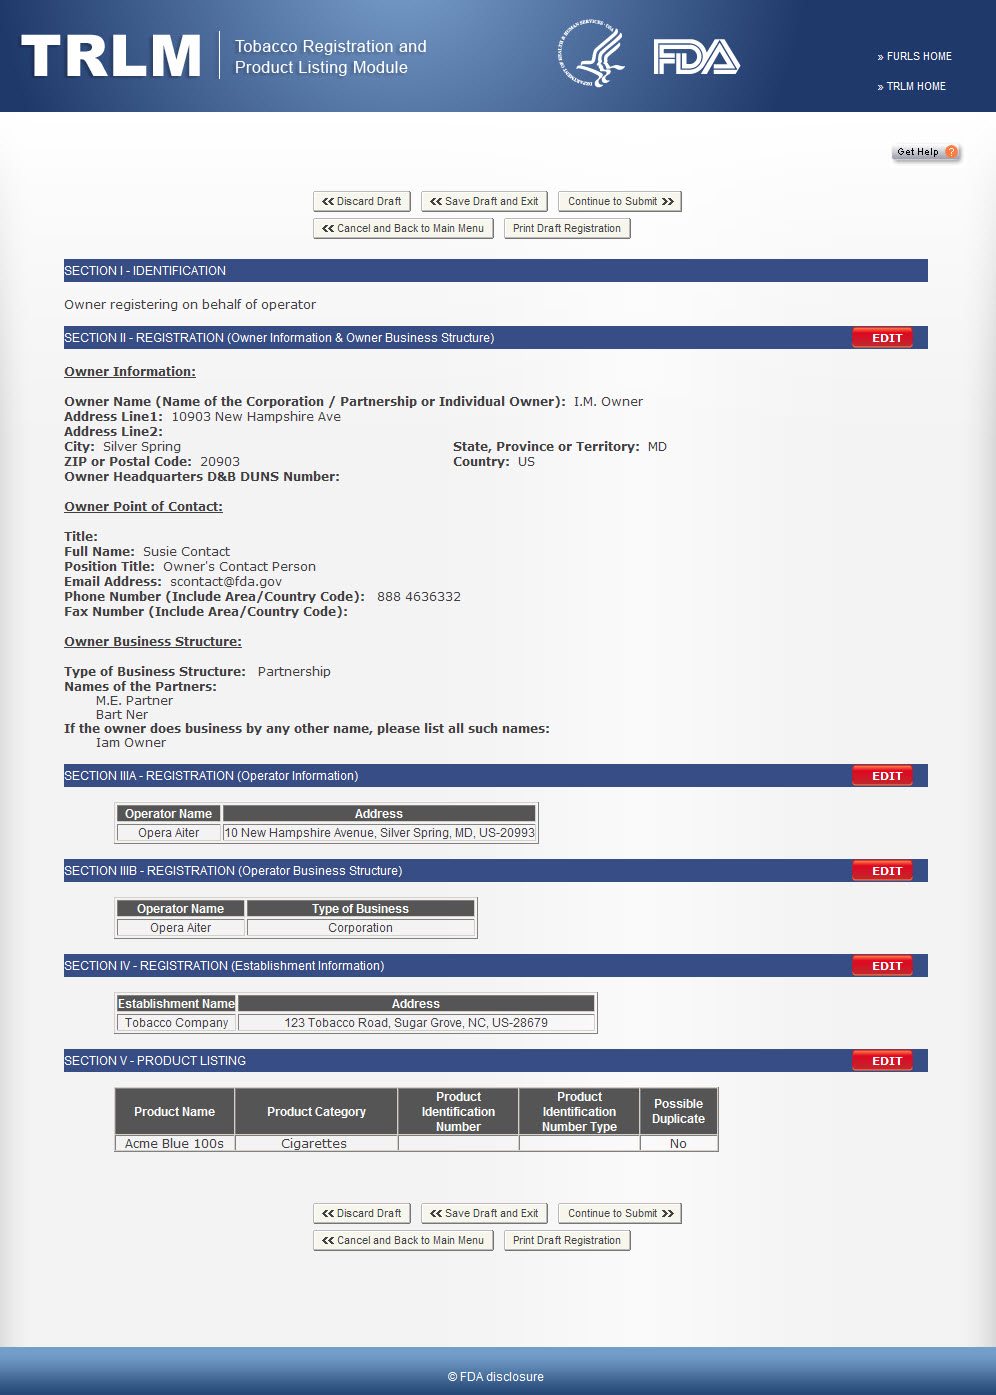 TRLM
Tobacco Registration and
Product Listing Module
DEPARTMENT OF HEALTH & HUMAN SERVICES · USA
FDA
» FURLS HOME
» TRLM HOME
Get Help ?
<< Discard Draft << Save Draft and Exit Continue to Submit >>
<< Cancel and Back to Main Menu Print Draft Registration
SECTION I - IDENTIFICATION
Owner registering on behalf of operator
SECTION II - REGISTRATION (Owner Information & Owner Business Structure) EDIT
Owner Information:
Owner Name (Name of the Corporation / Partnership or Individual Owner): I.M. Owner
Address Line1: 10903 New Hampshire Ave
Address Line2:
City: Silver Spring State, Province or Territory: MD
ZIP or Postal Code: 20903 Country: US
Owner Headquarters D&B DUNS Number:
Owner Point of Contact:
Title:
Full Name: Susie Contact
Position Title: Owner's Contact Person
Email Address: scontact@fda.gov
Phone Number (Include Area/Country Code): 888 4636332
Fax Number (Include Area/Country Code):
Owner Business Structure:
Type of Business Structure: Partnership
Names of the Partners:
M.E. Partner
Bart Ner
If the owner does business by any other name, please list all such names:
Iam Owner
SECTION IIIA - REGISTRATION (Operator Information) EDIT
Operator Name Address
Opera Aiter 10 New Hampshire Avenue, Silver Spring, MD, US-20993
SECTION IIIB - REGISTRATION (Operator Business Structure) EDIT
Operator Name Type of Business
Opera Aiter Corporation
SECTION IV - REGISTRATION (Establishment Information) EDIT
Establishment Name Address
Tobacco Company 123 Tobacco Road, Sugar Grove, NC, US-28679
SECTION V - PRODUCT LISTING EDIT
Product Name Product Category Product Identification Number Product Identification Number Type Possible Duplicate
Acme Blue 100s Cigarettes No
<< Discard Draft << Save Draft and Exit Continue to Submit >>
<< Cancel and Back to Main Menu Print Draft Registration
© FDA disclosure